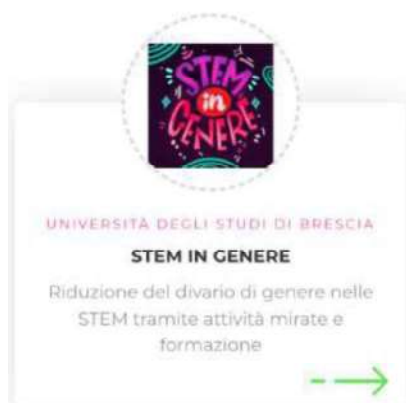 STEM
in
GENERE
UNIVERSITÀ DEGLI STUDI DI BRESCIA
STEM IN GENERE
Riduzione del divario di genere nelle
STEM tramite attività mirate e
formazione